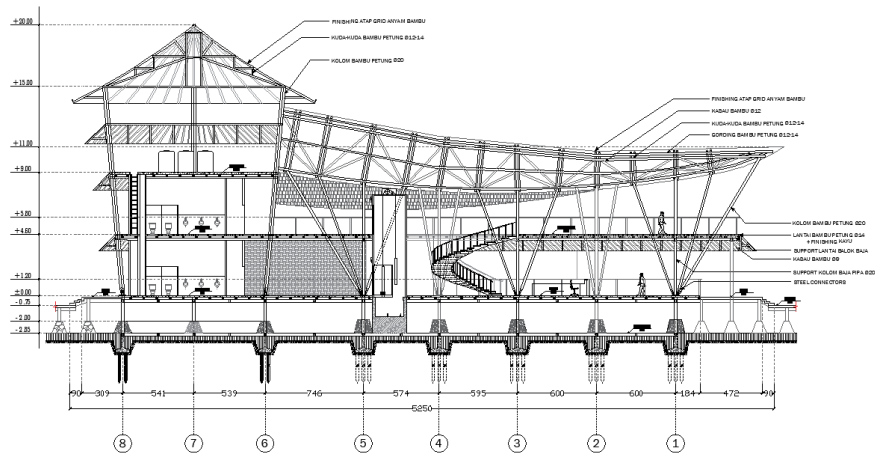 +20.00
FINISHING ATAP GRID ANYAM BAMBU
KUDA-KUDA BAMBU PETUNG Ø12-14
KOLOM BAMBU PETUNG Ø20
+15.00
FINISHING ATAP GRID ANYAM BAMBU
KABAU BAMBU Ø12
KUDA-KUDA BAMBU PETUNG Ø12-14
GORDING BAMBU PETUNG Ø12-14
+11.00
+9.00
+5.80
+4.60
KOLOM BAMBU PETUNG Ø20
LANTAI BAMBU PETUNG Ø14
+ FINISHING KAYU
SUPPORT LANTAI BALOK BAJA
KABAU BAMBU Ø8
SUPPORT KOLOM BAJA PIPA Ø20
STEEL CONNECTORS
+1.20
±0.00
-0.75
-2.00
-2.85
90 309 541 539 746 574 595 600 600 184 472 90
5250
8 7 6 5 4 3 2 1